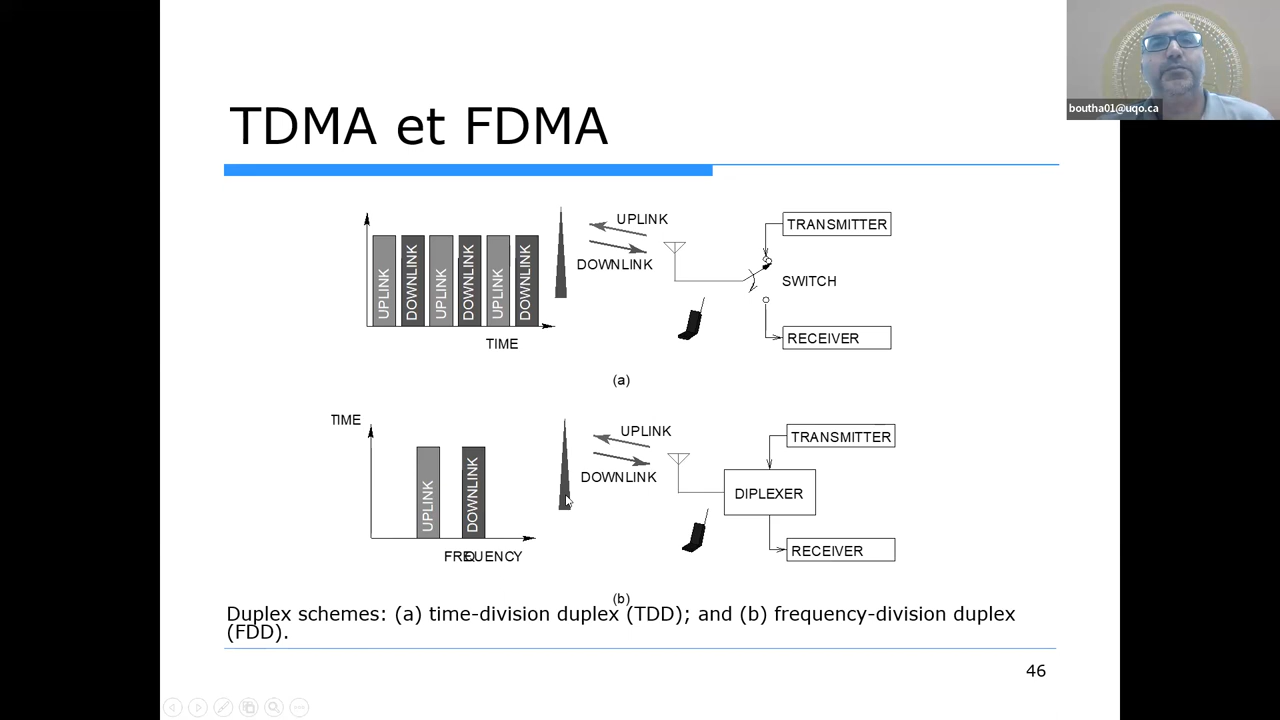 boutha01@uqo.ca
TDMA et FDMA
UPLINK
DOWNLINK
UPLINK
DOWNLINK
UPLINK
DOWNLINK
TIME
UPLINK
DOWNLINK
TRANSMITTER
SWITCH
RECEIVER
(a)
TIME
UPLINK
DOWNLINK
FREQUENCY
UPLINK
DOWNLINK
TRANSMITTER
DIPLEXER
RECEIVER
(b)
Duplex schemes: (a) time-division duplex (TDD); and (b) frequency-division duplex
(FDD).
46